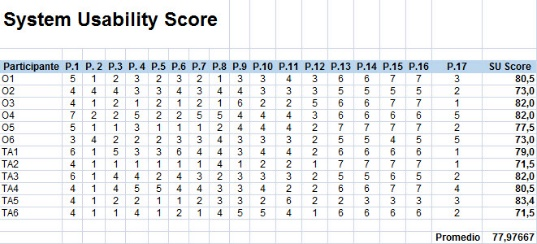 System Usability Score
Participante P.1 P. 2 P.3 P. 4 P.5 P.6 P.7 P.8 P.9 P.10 P.11 P.12 P.13 P.14 P.15 P.16 P.17 SU Score
O1 5 1 2 3 2 3 2 1 3 3 4 3 6 6 7 7 3 80,5
O2 4 4 4 3 3 4 3 4 4 3 3 3 5 5 5 5 2 73,0
O3 4 1 2 1 2 1 2 1 6 2 2 5 6 6 7 7 1 82,0
O4 7 2 2 5 2 2 5 5 4 4 4 3 6 6 6 6 5 82,0
O5 5 1 1 3 1 1 1 2 4 4 4 2 7 7 7 7 2 77,5
O6 3 4 2 2 2 3 3 4 3 3 3 2 5 5 4 5 5 73,0
TA1 6 1 5 3 3 6 4 4 3 4 4 2 6 6 6 6 1 79,0
TA2 4 1 1 1 1 1 1 1 4 1 2 1 7 7 7 7 1 71,5
TA3 6 1 4 4 2 4 3 2 3 3 3 2 5 5 6 5 2 82,0
TA4 4 1 5 5 4 4 3 3 3 4 2 2 6 6 7 7 4 80,5
TA5 4 1 2 2 1 1 2 3 3 2 6 2 2 3 3 3 3 83,4
TA6 4 1 1 4 1 2 1 4 5 5 4 1 6 6 6 6 2 71,5
Promedio 77,97667